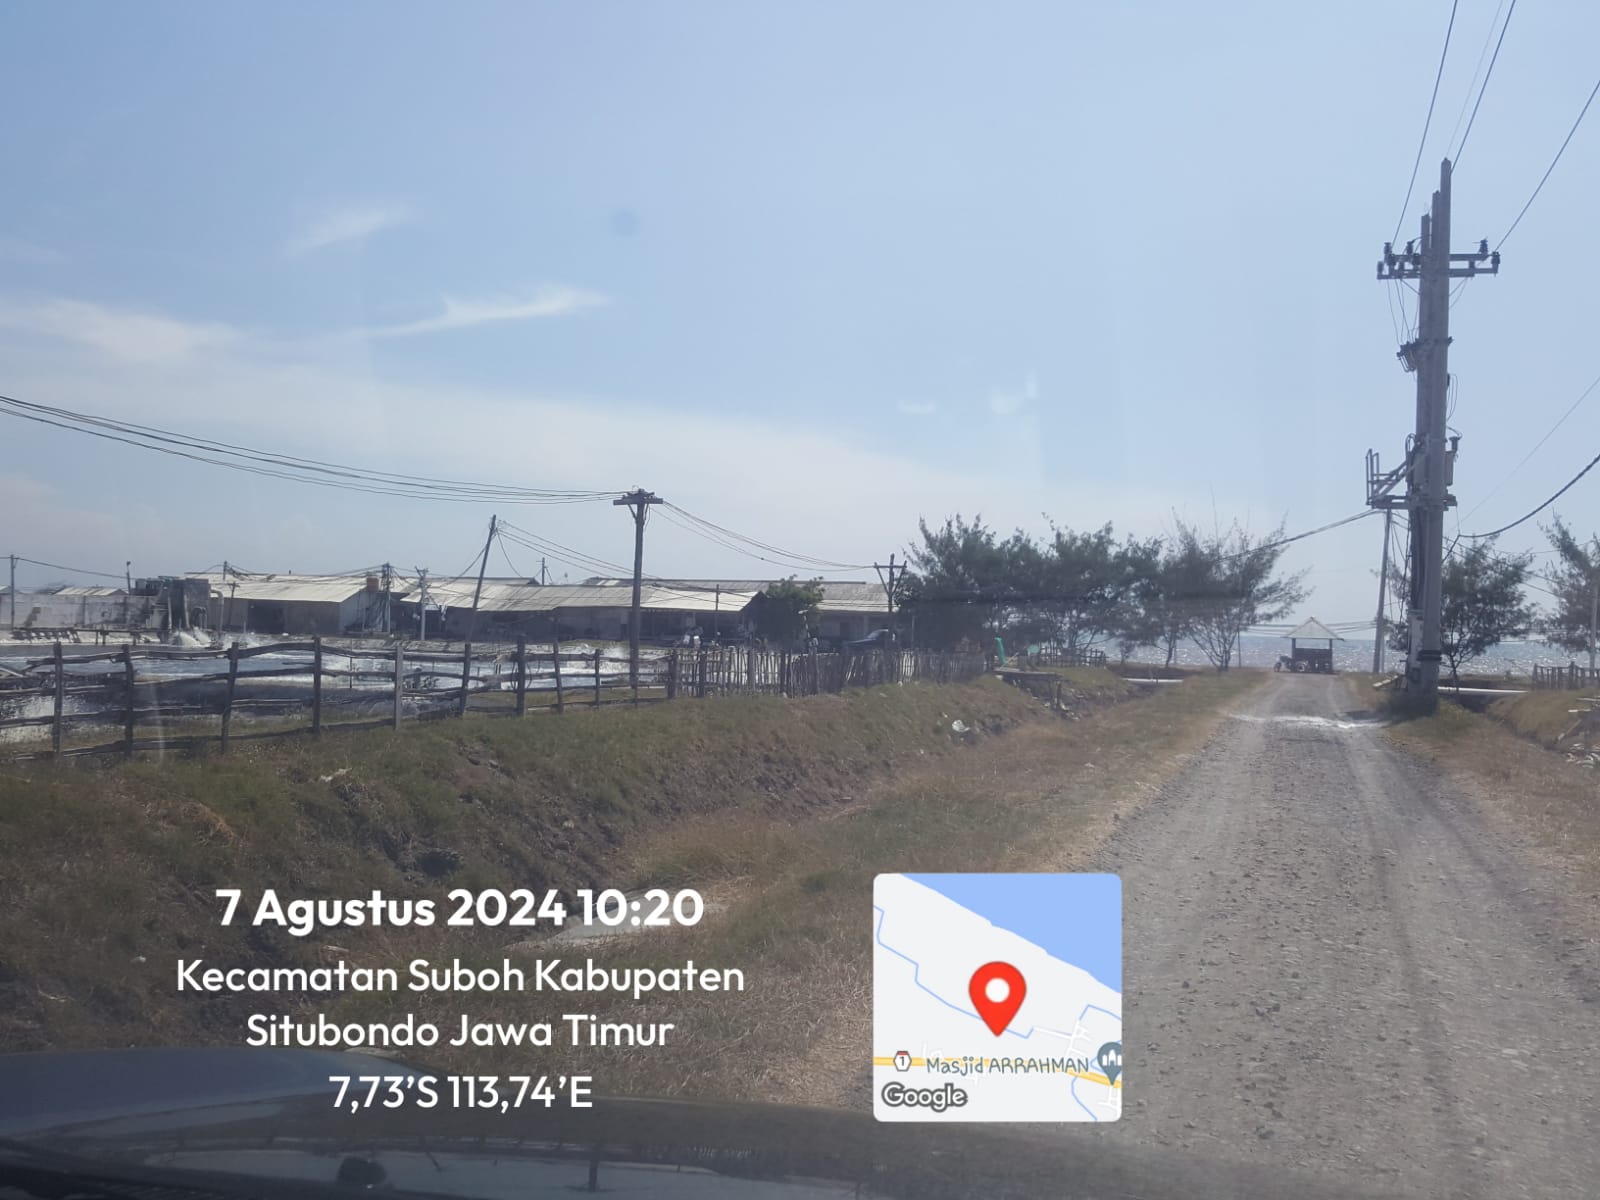 7 Agustus 2024 10:20
Kecamatan Suboh Kabupaten
Situbondo Jawa Timur
7,73’S 113,74’E
1
Masjid ARRAHMAN
Google